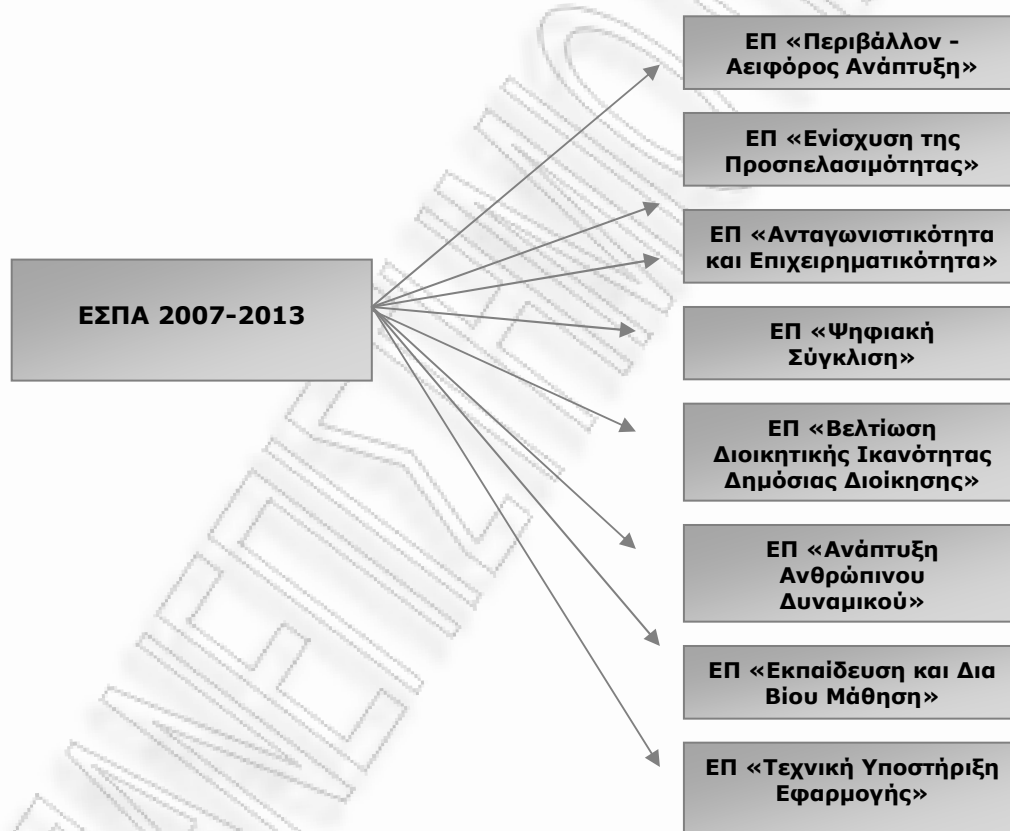 ΕΠ «Περιβάλλον -
Αειφόρος Ανάπτυξη»
ΕΠ «Ενίσχυση της
Προσπελασιμότητας»
ΕΠ «Ανταγωνιστικότητα
και Επιχειρηματικότητα»
ΕΣΠΑ 2007-2013
ΕΠ «Ψηφιακή
Σύγκλιση»
ΕΠ «Βελτίωση
Διοικητικής Ικανότητας
Δημόσιας Διοίκησης»
ΕΠ «Ανάπτυξη
Ανθρώπινου
Δυναμικού»
ΕΠ «Εκπαίδευση και Δια
Βίου Μάθηση»
ΕΠ «Τεχνική Υποστήριξη
Εφαρμογής»